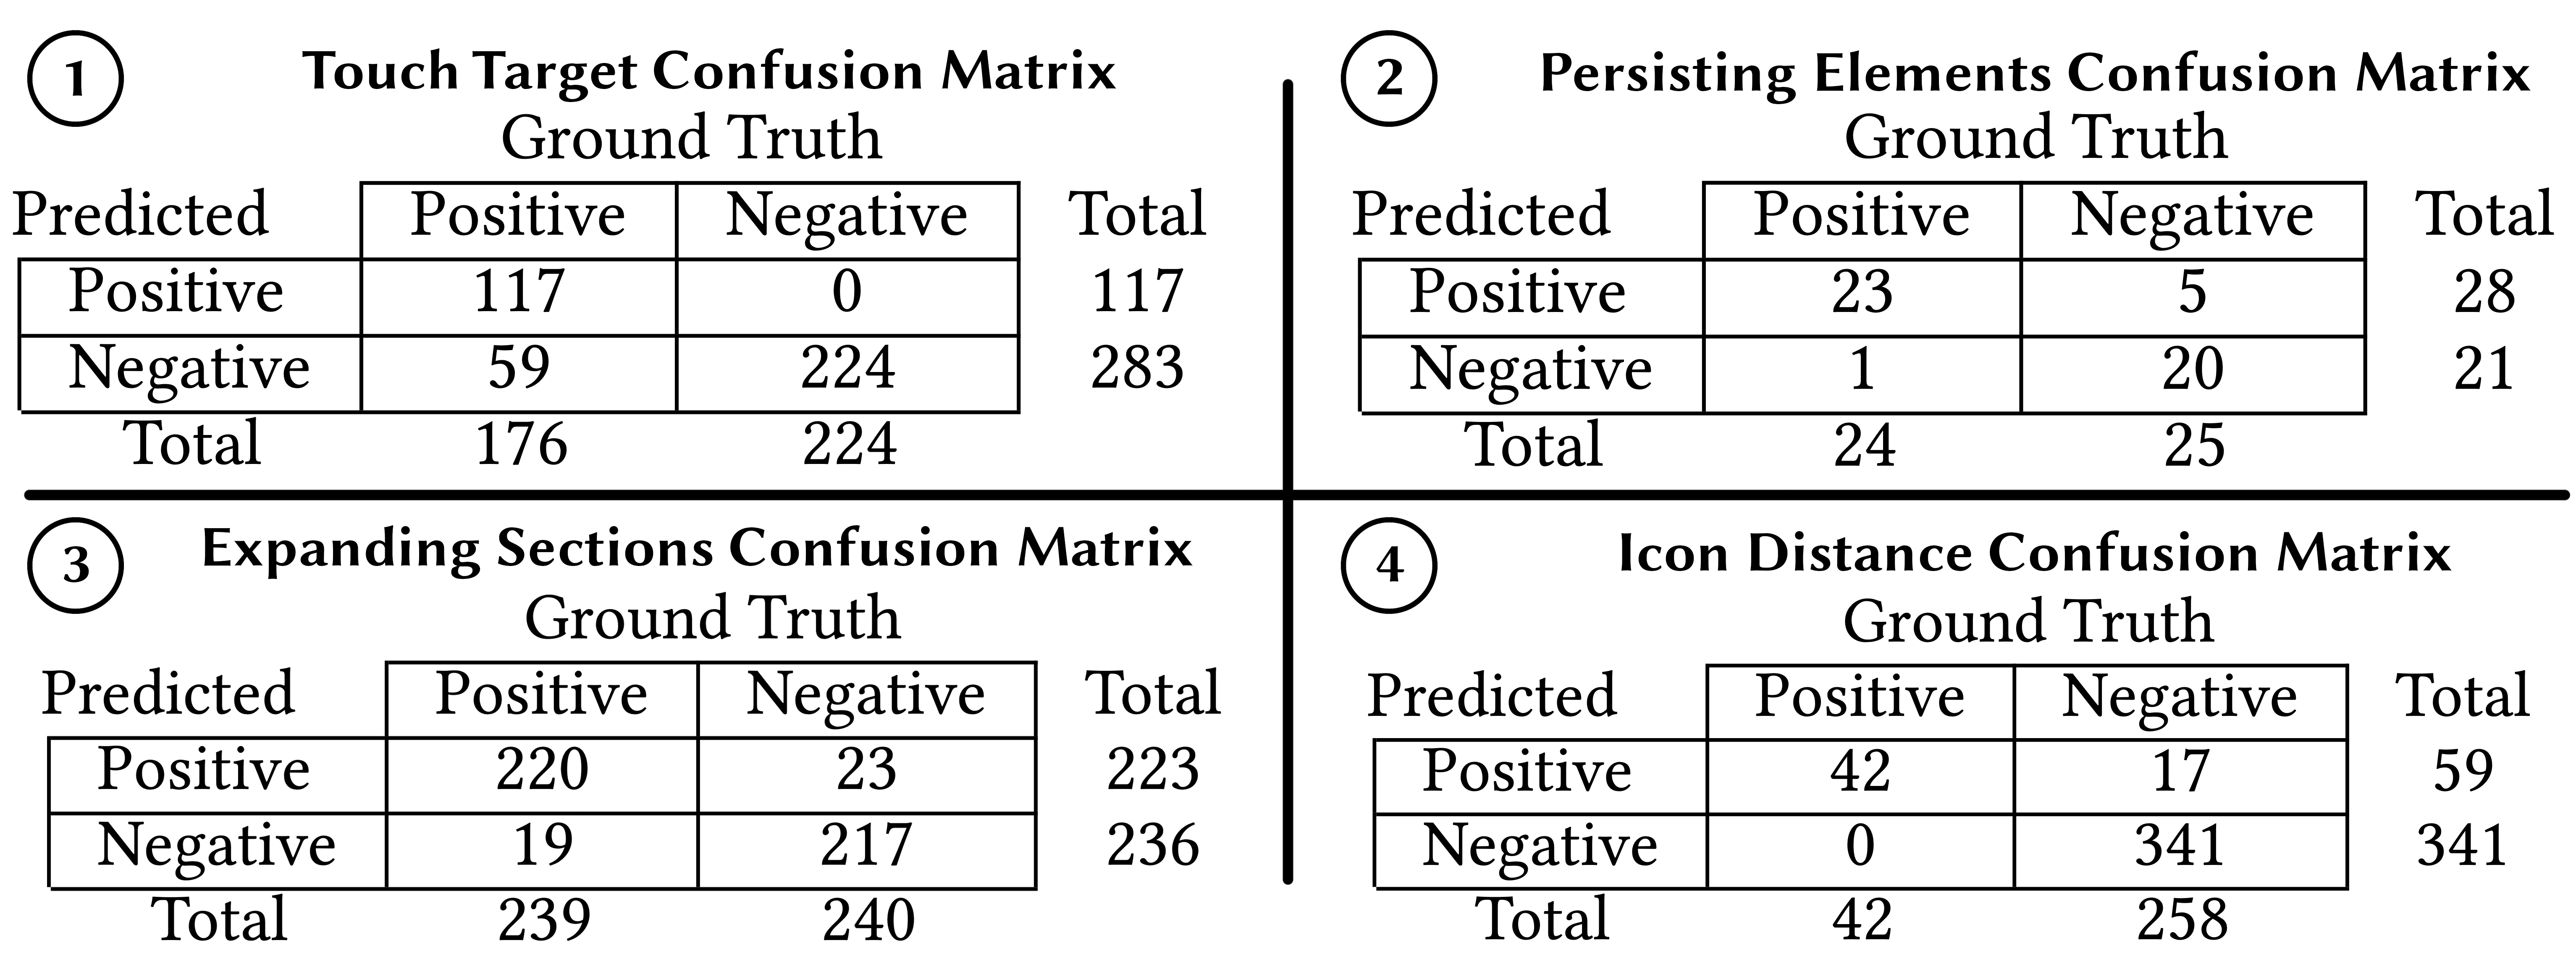 1 Touch Target Confusion Matrix
Ground Truth
Predicted Positive Negative Total
Positive 117 0 117
Negative 59 224 283
Total 176 224
2 Persisting Elements Confusion Matrix
Ground Truth
Predicted Positive Negative Total
Positive 23 5 28
Negative 1 20 21
Total 24 25
3 Expanding Sections Confusion Matrix
Ground Truth
Predicted Positive Negative Total
Positive 220 23 223
Negative 19 217 236
Total 239 240
4 Icon Distance Confusion Matrix
Ground Truth
Predicted Positive Negative Total
Positive 42 17 59
Negative 0 341 341
Total 42 258